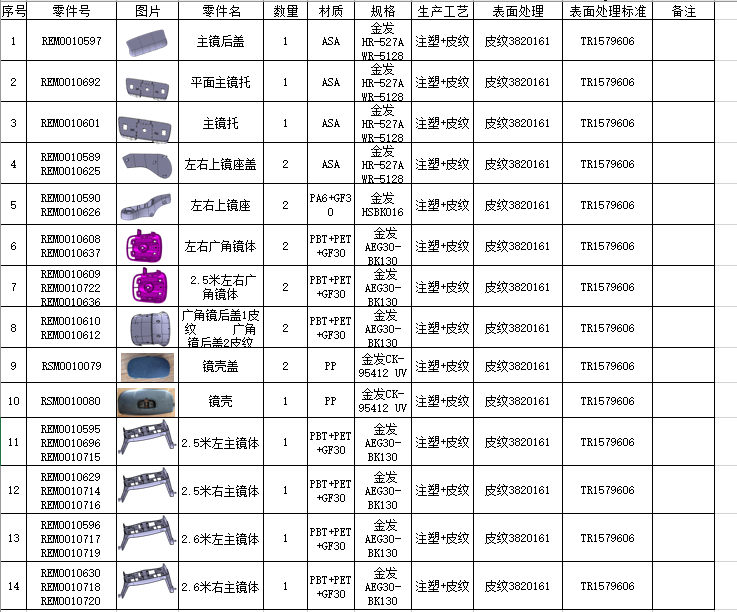 序号 零件号 图片 零件名 数量 材质 规格 生产工艺 表面处理 表面处理标准 备注
1 REM0010597 主镜后盖 1 ASA 金发 HR-527A WR-5128 注塑+皮纹 皮纹3820161 TR1579606
2 REM0010692 平面主镜托 1 ASA 金发 HR-527A WR-5128 注塑+皮纹 皮纹3820161 TR1579606
3 REM0010601 主镜托 1 ASA 金发 HR-527A WR-5128 注塑+皮纹 皮纹3820161 TR1579606
4 REM0010589 REM0010625 左右上镜座盖 2 ASA 金发 HR-527A WR-5128 注塑+皮纹 皮纹3820161 TR1579606
5 REM0010590 REM0010626 左右上镜座 2 PA6+GF30 金发 HSBK016 注塑+皮纹 皮纹3820161 TR1579606
6 REM0010608 REM0010637 左右广角镜体 2 PBT+PET+GF30 金发 AEG30-BK130 注塑+皮纹 皮纹3820161 TR1579606
7 REM0010609 REM0010722 REM0010636 2.5米左右广角镜体 2 PBT+PET+GF30 金发 AEG30-BK130 注塑+皮纹 皮纹3820161 TR1579606
8 REM0010610 REM0010612 广角镜后盖1皮纹 广角镜后盖2皮纹 2 PBT+PET+GF30 金发 AEG30-BK130 注塑+皮纹 皮纹3820161 TR1579606
9 RSM0010079 镜壳盖 2 PP 金发CK-95412 UV 注塑+皮纹 皮纹3820161 TR1579606
10 RSM0010080 镜壳 1 PP 金发CK-95412 UV 注塑+皮纹 皮纹3820161 TR1579606
11 REM0010595 REM0010696 REM0010715 2.5米左主镜体 1 PBT+PET+GF30 金发 AEG30-BK130 注塑+皮纹 皮纹3820161 TR1579606
12 REM0010629 REM0010714 REM0010716 2.5米右主镜体 1 PBT+PET+GF30 金发 AEG30-BK130 注塑+皮纹 皮纹3820161 TR1579606
13 REM0010596 REM0010717 REM0010719 2.6米左主镜体 1 PBT+PET+GF30 金发 AEG30-BK130 注塑+皮纹 皮纹3820161 TR1579606
14 REM0010630 REM0010718 REM0010720 2.6米右主镜体 1 PBT+PET+GF30 金发 AEG30-BK130 注塑+皮纹 皮纹3820161 TR1579606